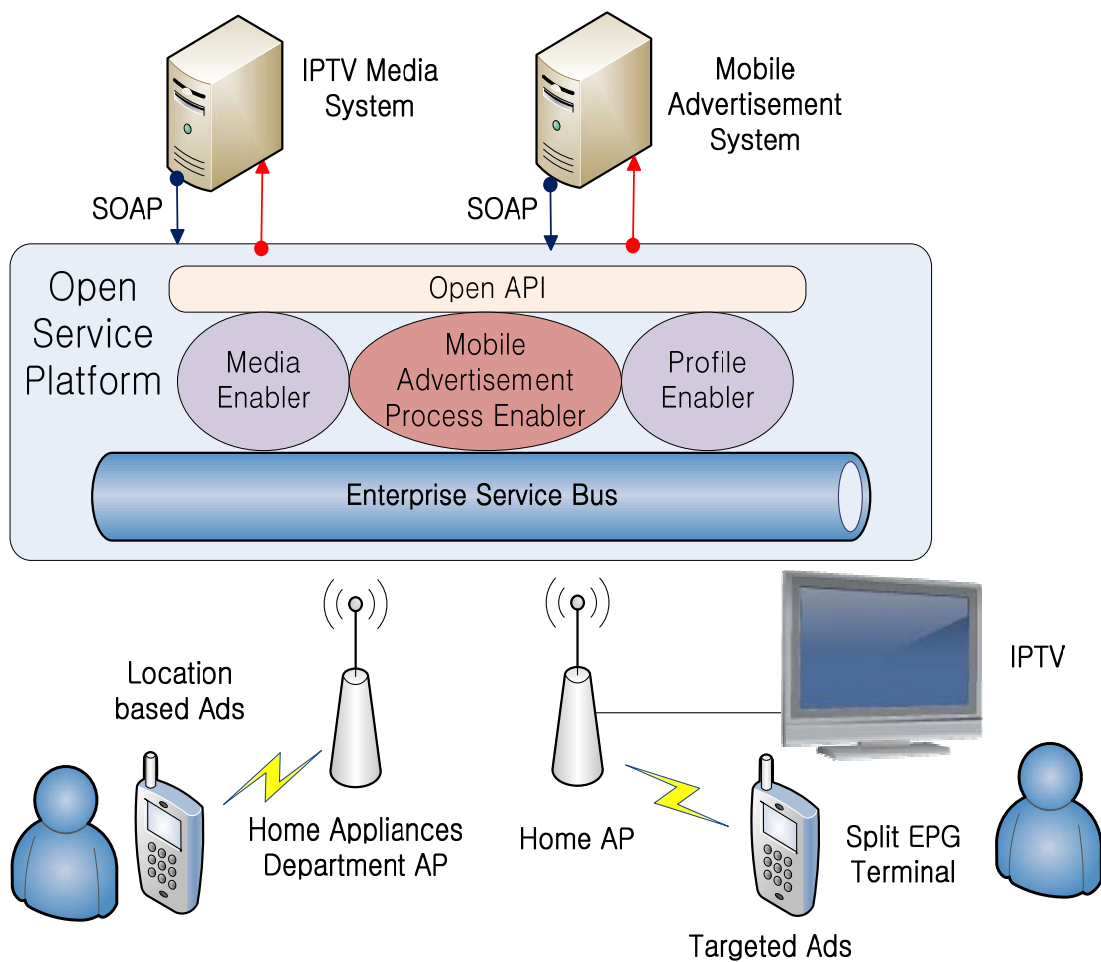 IPTV Media
System
Mobile
Advertisement
System
SOAP
SOAP
Open
Service
Platform
Open API
Media
Enabler
Mobile
Advertisement
Process Enabler
Profile
Enabler
Enterprise Service Bus
Location
based Ads
IPTV
Home Appliances
Department AP
Home AP
Split EPG
Terminal
Targeted Ads